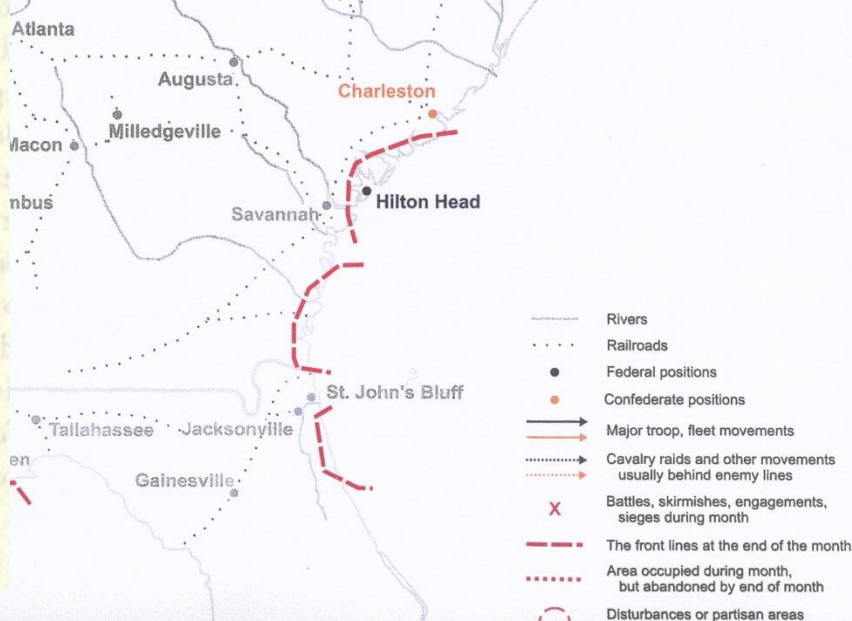 Atlanta
Augusta
Charleston
Milledgeville
Macon
mbus
Savannah
Hilton Head
St. John's Bluff
Tallahassee
Jacksonville
en
Gainesville
Rivers
Railroads
Federal positions
Confederate positions
Major troop, fleet movements
Cavalry raids and other movements
usually behind enemy lines
X
Battles, skirmishes, engagements,
sieges during month
The front lines at the end of the month
Area occupied during month,
but abandoned by end of month
Disturbances or partisan areas